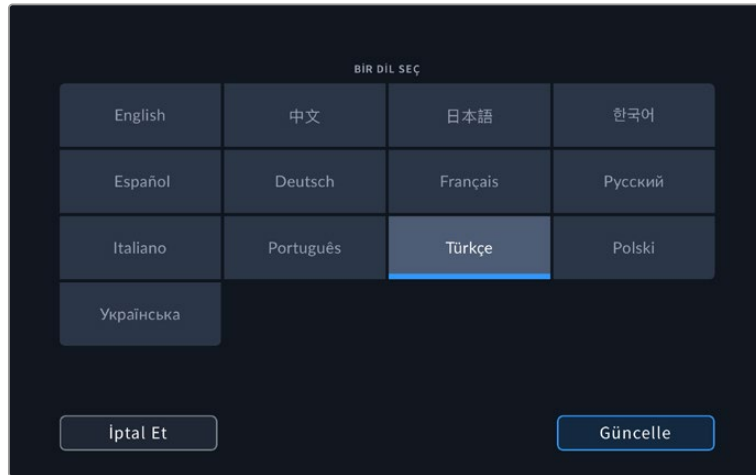 BİR DİL SEÇ
English 中文 日本語 한국어
Español Deutsch Français Русский
Italiano Português Türkçe Polski
Українська
İptal Et Güncelle